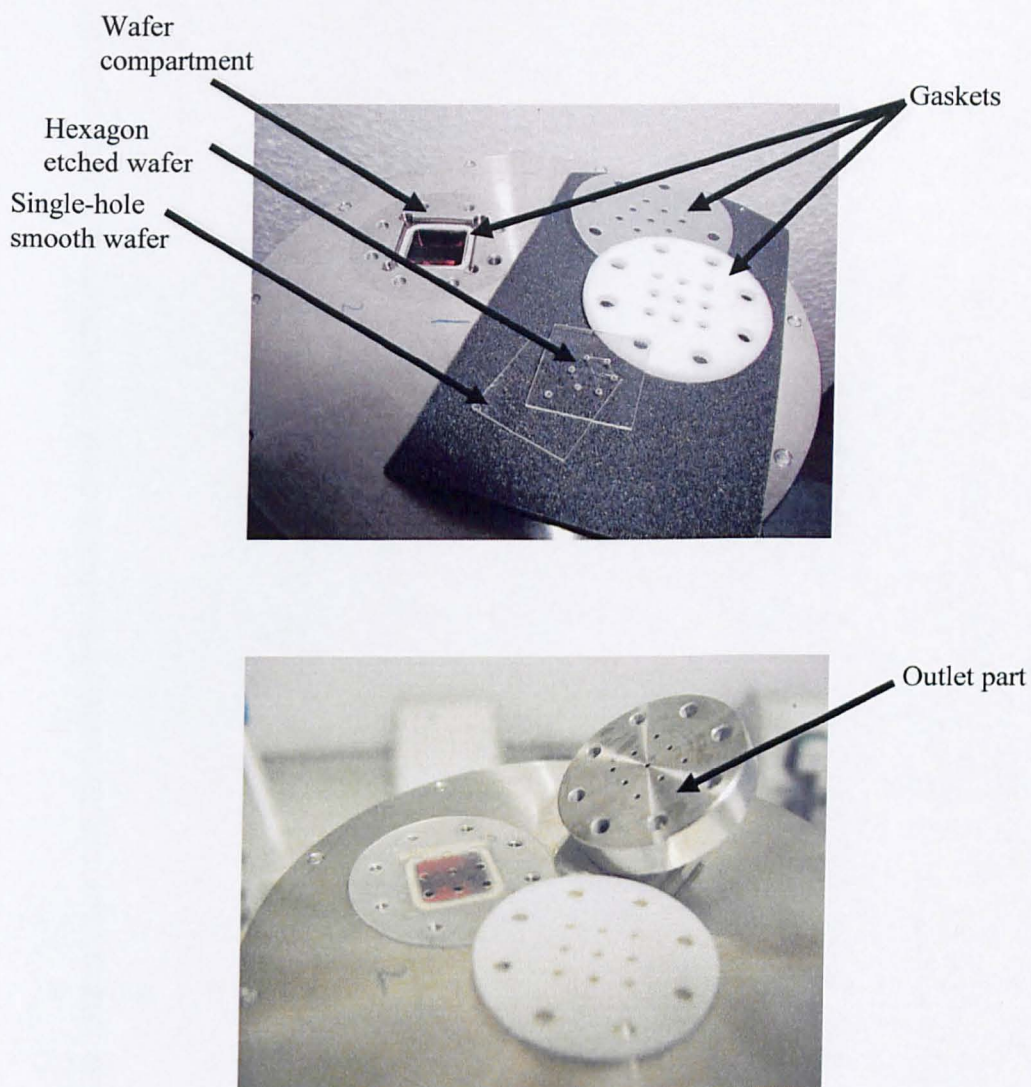 Wafer
compartment
Hexagon
etched wafer
Single-hole
smooth wafer
Gaskets
Outlet part